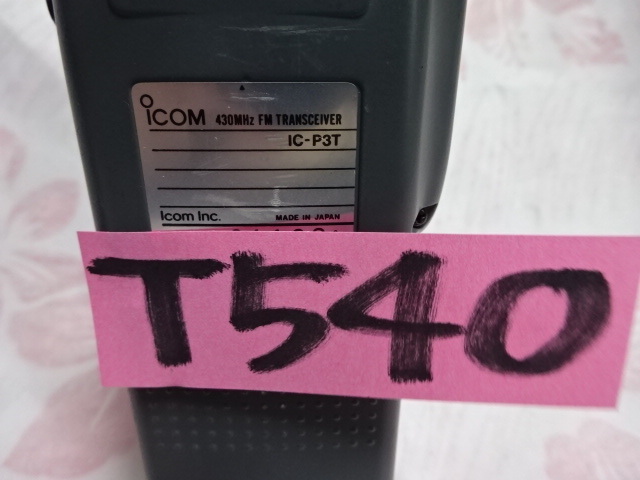 ICOM 430MHz FM TRANSCEIVER
IC-P3T
Icom Inc. MADE IN JAPAN
T540